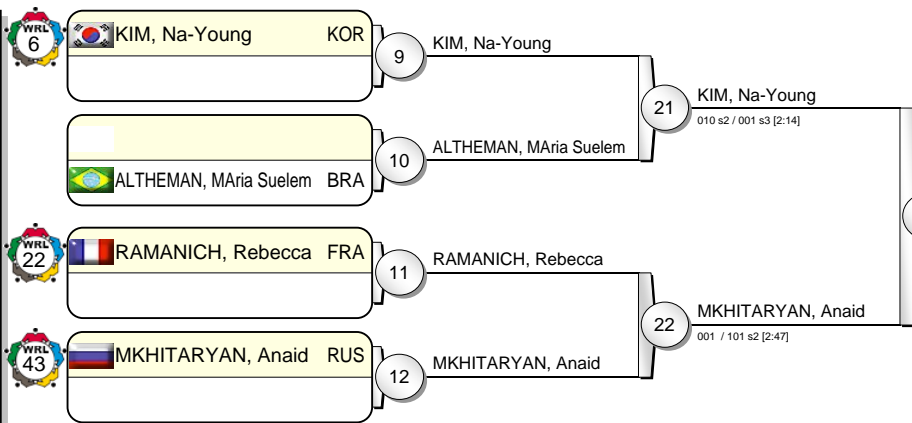 WRL
6
KIM, Na-Young KOR
9
KIM, Na-Young
21
KIM, Na-Young
010 s2 / 001 s3 [2:14]
ALTHEMAN, MAria Suelem BRA
10
ALTHEMAN, MAria Suelem
WRL
22
RAMANICH, Rebecca FRA
11
RAMANICH, Rebecca
22
MKHITARYAN, Anaid
001 / 101 s2 [2:47]
WRL
43
MKHITARYAN, Anaid RUS
12
MKHITARYAN, Anaid